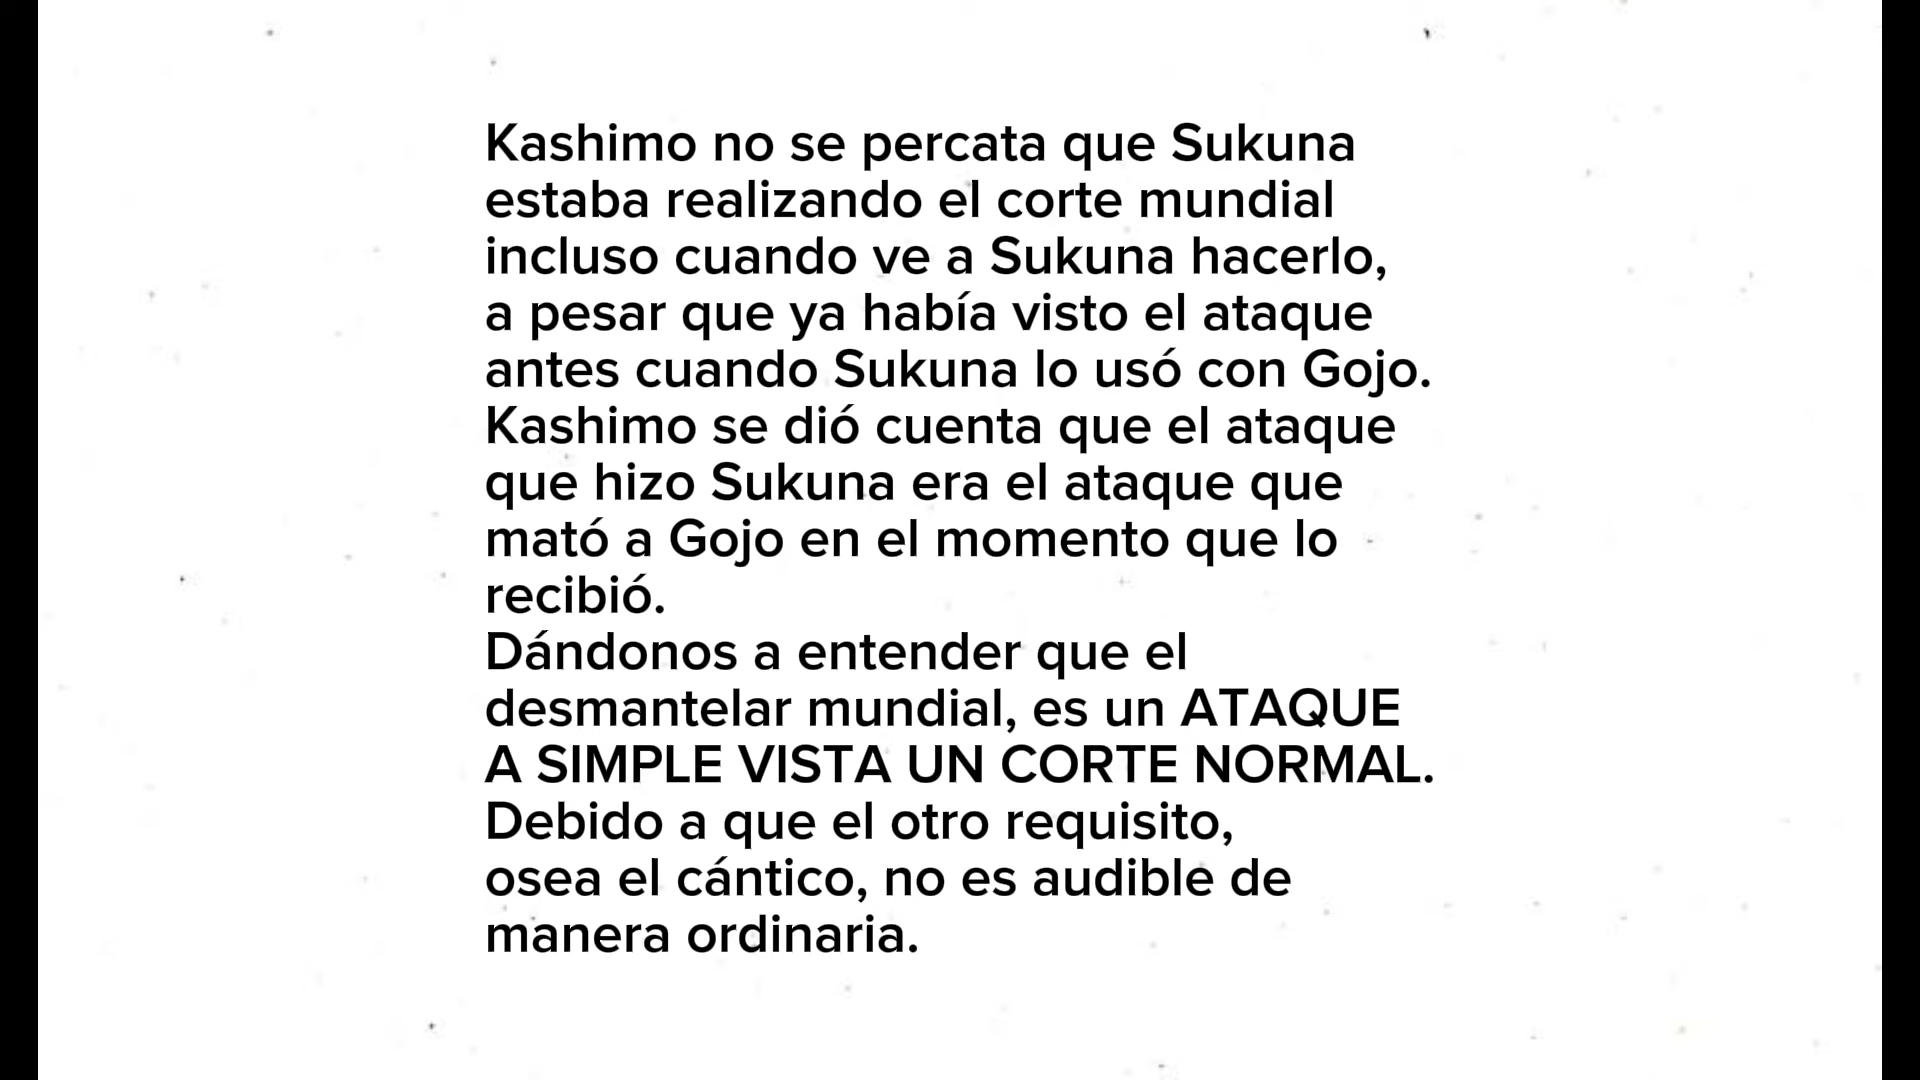 Kashimo no se percata que Sukuna
estaba realizando el corte mundial
incluso cuando ve a Sukuna hacerlo,
a pesar que ya había visto el ataque
antes cuando Sukuna lo usó con Gojo.
Kashimo se dió cuenta que el ataque
que hizo Sukuna era el ataque que
mató a Gojo en el momento que lo
recibió.
Dándonos a entender que el
desmantelar mundial, es un ATAQUE
A SIMPLE VISTA UN CORTE NORMAL.
Debido a que el otro requisito,
osea el cántico, no es audible de
manera ordinaria.